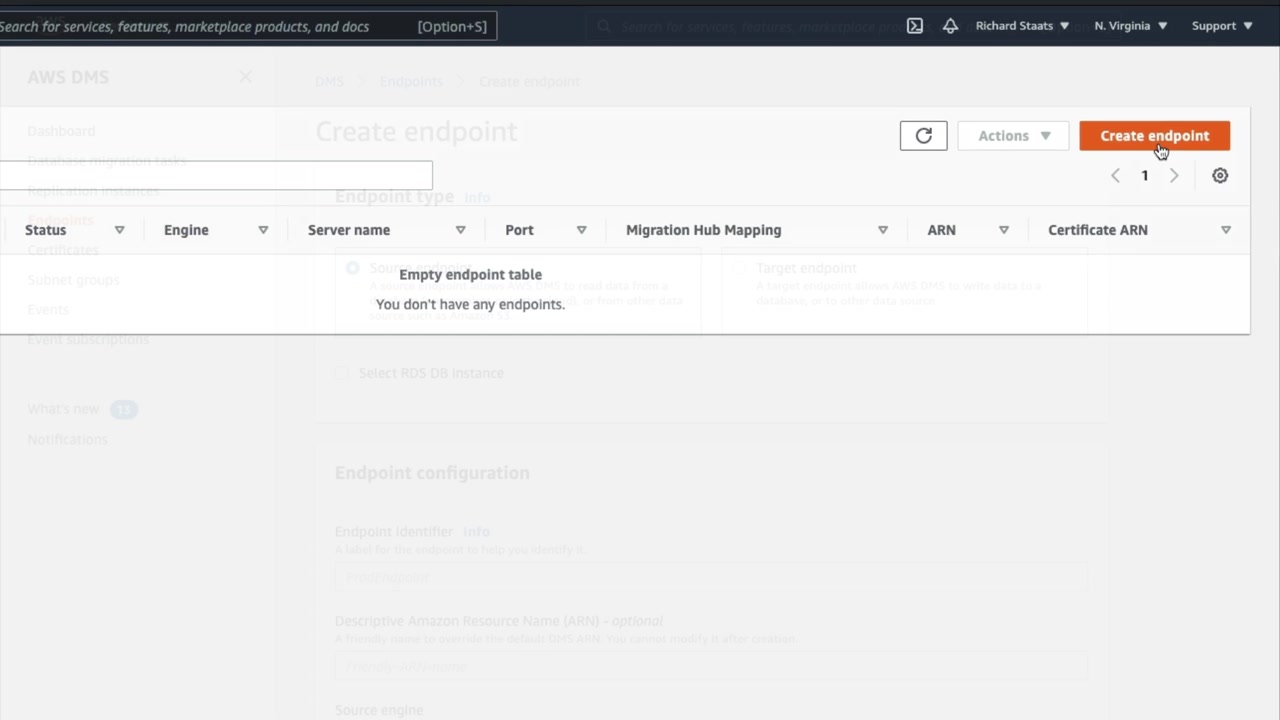 Search for services, features, marketplace products, and docs [Option+S] Search for services, features, marketplace produc Richard Staats N. Virginia Support
AWS DMS
DMS > Endpoints > Create endpoint
Create endpoint
Actions Create endpoint
Dashboard
Database migration tasks
1
Replication instances
Endpoint type Info
Endpoints
Status Engine Server name Port Migration Hub Mapping ARN Certificate ARN
Certificates
Source endpoint
Target endpoint
Empty endpoint table
Subnet groups
A source endpoint allows AWS DMS to read data from a
A target endpoint allows AWS DMS to write data to a
You don't have any endpoints.
or from other data
database, or to other data source.
Events
source such as Amazon S3.
Event subscriptions
Select RDS DB instance
What's new 13
Notifications
Endpoint configuration
Endpoint identifier Info
A label for the endpoint to help you identify it.
ProdEndpoint
Descriptive Amazon Resource Name (ARN) - optional
A friendly name to override the default DMS ARN. You cannot modify it after creation.
Friendly-ARN-name
Source engine